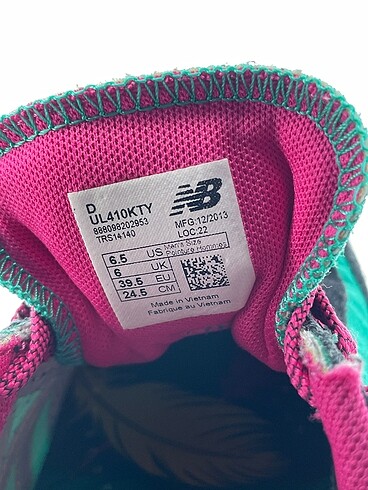 D
UL410KTY
888098202953
TRS14140
NB
MFG:12/2013
LOC:22
6.5 US Men's Size
Pointure Hommes
6 UK
39.5 EU
24.5 CM
Made in Vietnam
Fabriqué au Vietnam